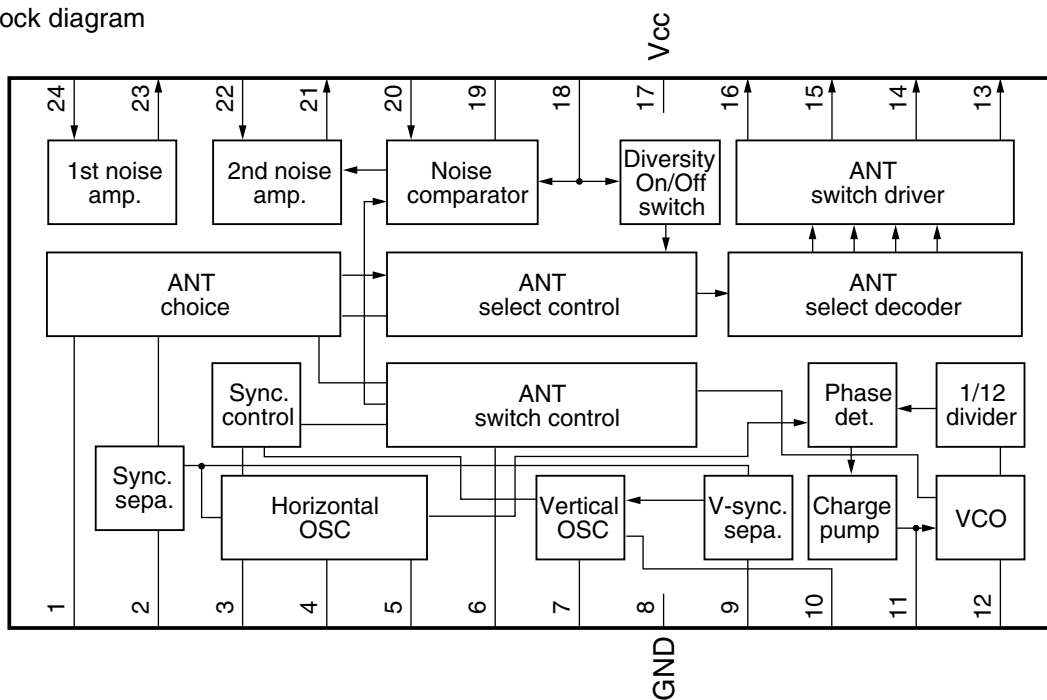 ock diagram
Vcc
24
23
22
21
20
19
18
17
16
15
14
13
1st noise
amp.
2nd noise
amp.
Noise
comparator
Diversity
On/Off
switch
ANT
switch driver
ANT
choice
ANT
select control
ANT
select decoder
Sync.
control
ANT
switch control
Phase
det.
1/12
divider
Sync.
sepa.
Horizontal
OSC
Vertical
OSC
V-sync.
sepa.
Charge
pump
VCO
1
2
3
4
5
6
7
8
9
10
11
12
GND